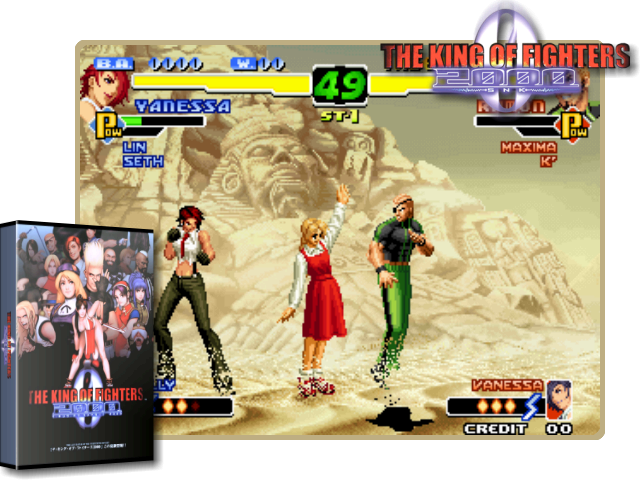 THE KING OF FIGHTERS
2000
SNK
B.A
W.
49
VANESSA
ST'1
POW
POW
LIN
SETH
MAXIMA
K'
VANESSA
CREDIT 00
THE KING OF FIGHTERS
2000